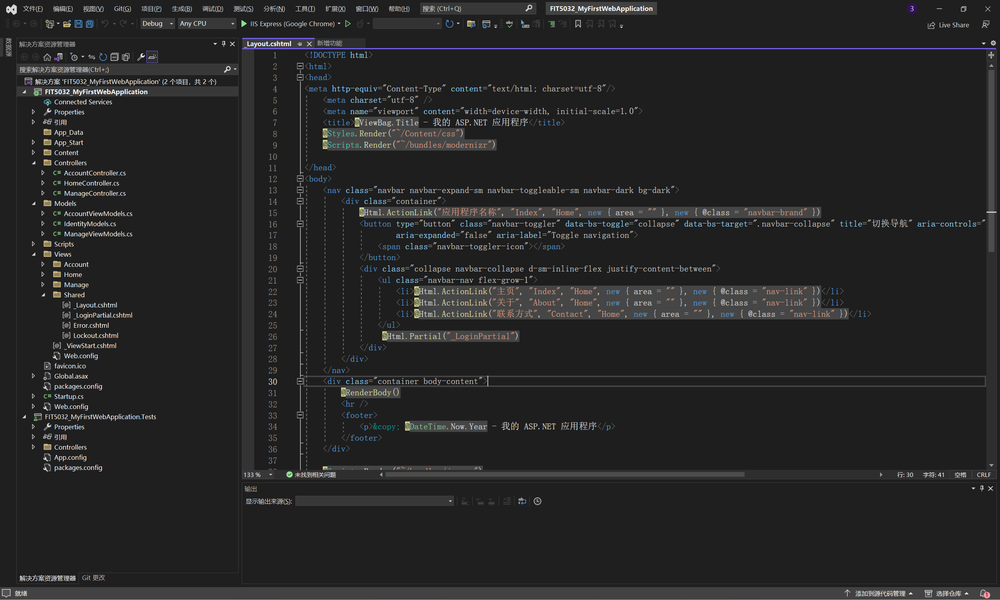 文件(F) 编辑(E) 视图(V) Git(G) 项目(P) 生成(B) 调试(D) 测试(S) 分析(N) 工具(T) 扩展(X) 窗口(W) 帮助(H) 搜索 (Ctrl+Q) FIT5032_MyFirstWebApplication 3
Debug Any CPU IIS Express (Google Chrome) Live Share
数据源
解决方案资源管理器
搜索解决方案资源管理器(Ctrl+;)
解决方案 'FIT5032_MyFirstWebApplication' (2 个项目，共 2 个)
FIT5032_MyFirstWebApplication
Connected Services
Properties
引用
App_Data
App_Start
Content
Controllers
C# AccountController.cs
C# HomeController.cs
C# ManageController.cs
Models
C# AccountViewModels.cs
C# IdentityModels.cs
C# ManageViewModels.cs
Scripts
Views
Account
Home
Manage
Shared
[@] _Layout.cshtml
[@] _LoginPartial.cshtml
[@] Error.cshtml
[@] Lockout.cshtml
[@] _ViewStart.cshtml
Web.config
favicon.ico
Global.asax
packages.config
C# Startup.cs
Web.config
FIT5032_MyFirstWebApplication.Tests
Properties
引用
Controllers
App.config
packages.config
解决方案资源管理器 Git 更改
_Layout.cshtml 新增功能
1 <!DOCTYPE html>
2 <html>
3 <head>
4 <meta http-equiv="Content-Type" content="text/html; charset=utf-8"/>
5 <meta charset="utf-8" />
6 <meta name="viewport" content="width=device-width, initial-scale=1.0">
7 <title>@ViewBag.Title - 我的 ASP.NET 应用程序</title>
8 @Styles.Render("~/Content/css")
9 @Scripts.Render("~/bundles/modernizr")
10
11 </head>
12 <body>
13 <nav class="navbar navbar-expand-sm navbar-toggleable-sm navbar-dark bg-dark">
14 <div class="container">
15 @Html.ActionLink("应用程序名称", "Index", "Home", new { area = "" }, new { @class = "navbar-brand" })
16 <button type="button" class="navbar-toggler" data-bs-toggle="collapse" data-bs-target=".navbar-collapse" title="切换导航" aria-controls="
17 aria-expanded="false" aria-label="Toggle navigation">
18 <span class="navbar-toggler-icon"></span>
19 </button>
20 <div class="collapse navbar-collapse d-sm-inline-flex justify-content-between">
21 <ul class="navbar-nav flex-grow-1">
22 <li>@Html.ActionLink("主页", "Index", "Home", new { area = "" }, new { @class = "nav-link" })</li>
23 <li>@Html.ActionLink("关于", "About", "Home", new { area = "" }, new { @class = "nav-link" })</li>
24 <li>@Html.ActionLink("联系方式", "Contact", "Home", new { area = "" }, new { @class = "nav-link" })</li>
25 </ul>
26 @Html.Partial("_LoginPartial")
27 </div>
28 </div>
29 </nav>
30 <div class="container body-content">
31 @RenderBody()
32 <hr />
33 <footer>
34 <p>&copy; @DateTime.Now.Year - 我的 ASP.NET 应用程序</p>
35 </footer>
36 </div>
37
133 % 未找到相关问题 行: 30 字符: 41 空格 CRLF
输出
显示输出来源(S):
就绪 添加到源代码管理 选择仓库 1